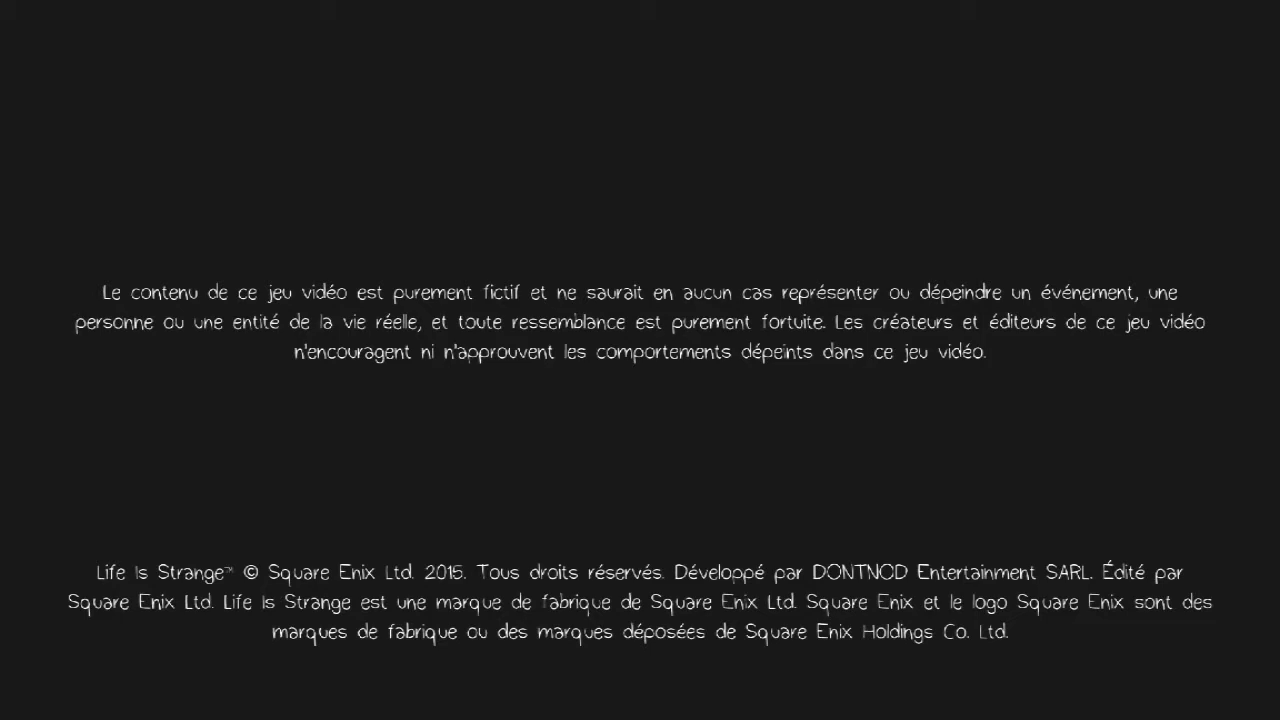 Le contenu de ce jeu vidéo est purement fictif et ne saurait en aucun cas représenter ou dépeindre un événement, une
personne ou une entité de la vie réelle, et toute ressemblance est purement fortuite. Les créateurs et éditeurs de ce jeu vidéo
n'encouragent ni n'approuvent les comportements dépeints dans ce jeu vidéo.
Life Is Strange™ © Square Enix Ltd. 2015. Tous droits réservés. Développé par DONTNOD Entertainment SARL. Édité par
Square Enix Ltd. Life Is Strange est une marque de fabrique de Square Enix Ltd. Square Enix et le logo Square Enix sont des
marques de fabrique ou des marques déposées de Square Enix Holdings Co. Ltd.